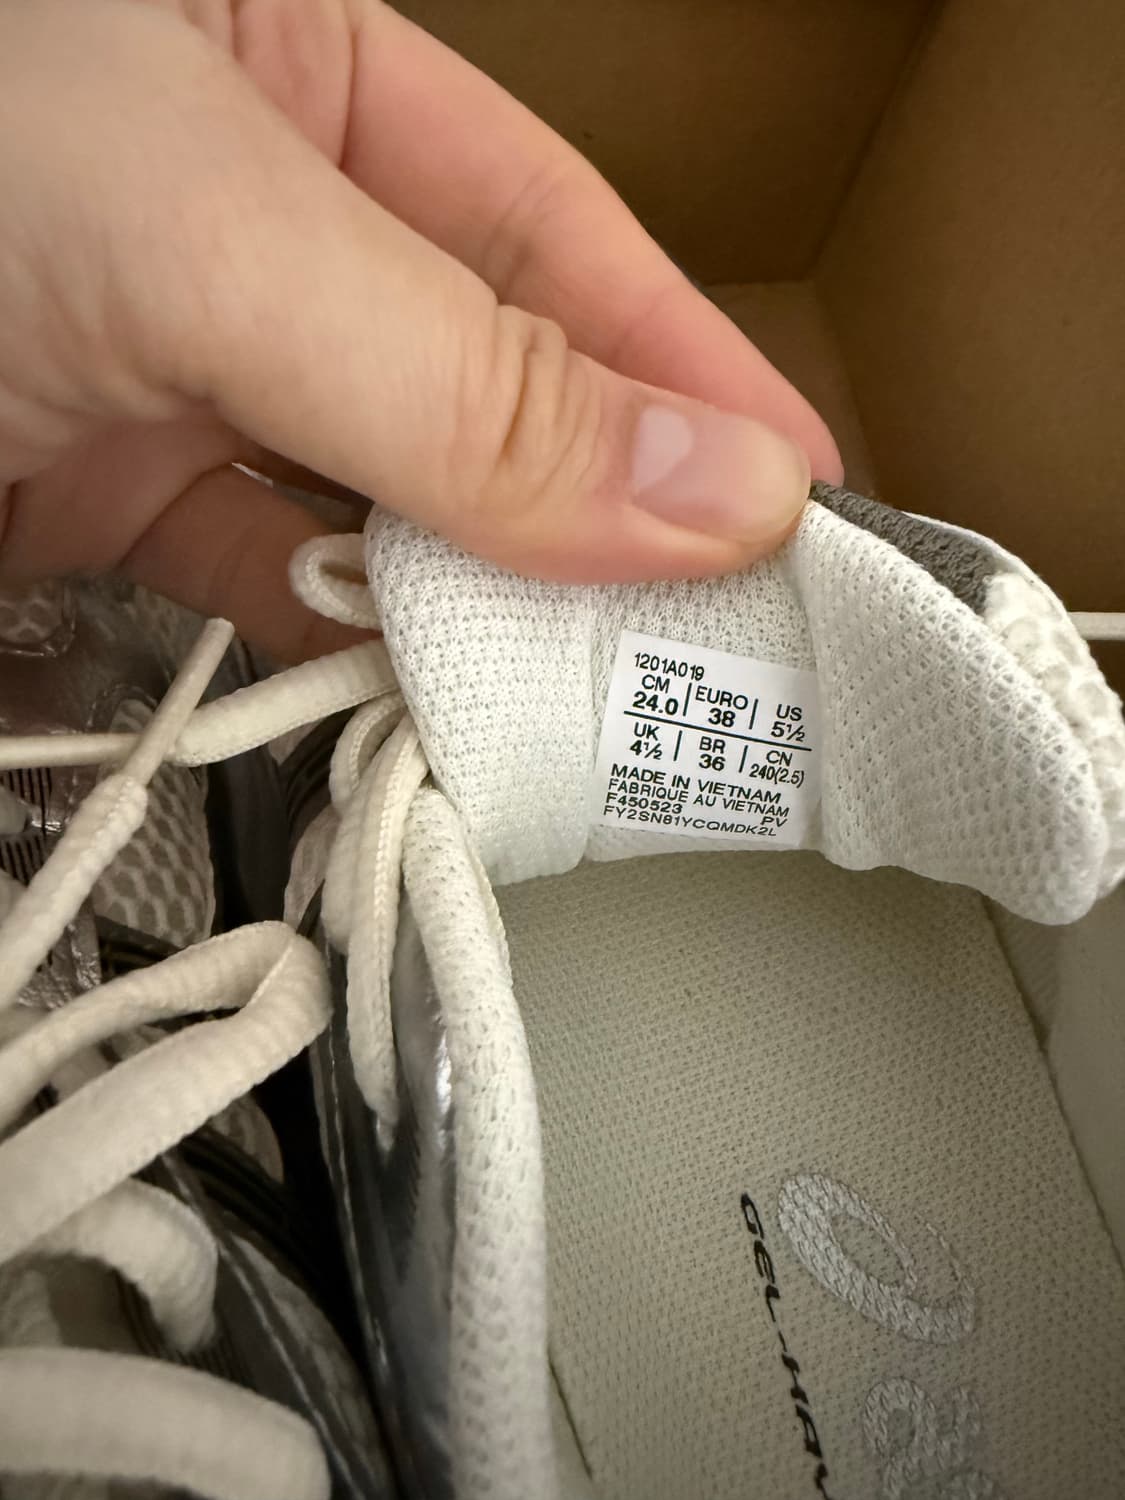 1201A019
CM EURO US
24.0 38 5½
UK BR CN
4½ 36 240(2.5)
MADE IN VIETNAM
FABRIQUE AU VIETNAM
F450523 PV
FY2SN81YCQMDK2L